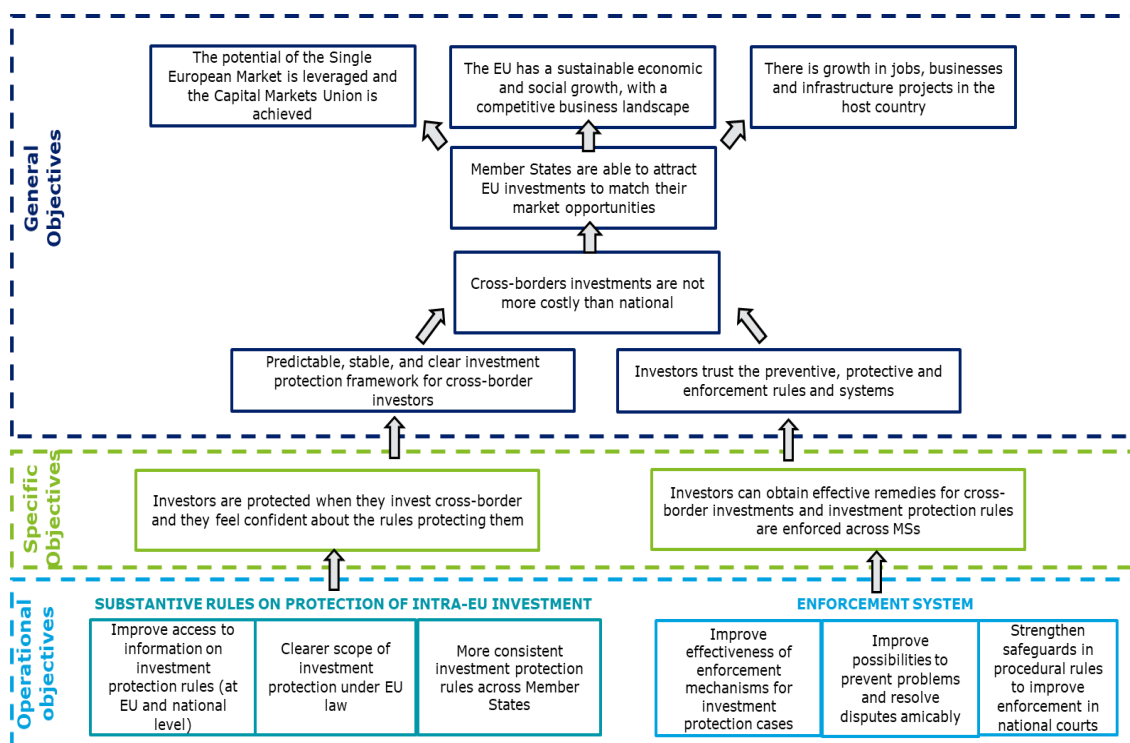 General
Objectives
The potential of the Single
European Market is leveraged and
the Capital Markets Union is
achieved
The EU has a sustainable economic
and social growth, with a
competitive business landscape
There is growth in jobs, businesses
and infrastructure projects in the
host country
Member States are able to attract
EU investments to match their
market opportunities
Cross-borders investments are not
more costly than national
Predictable, stable, and clear investment
protection framework for cross-border
investors
Investors trust the preventive, protective and
enforcement rules and systems
Specific
Objectives
Investors are protected when they invest cross-border
and they feel confident about the rules protecting them
Investors can obtain effective remedies for cross-
border investments and investment protection rules
are enforced across MSs
Operational
objectives
SUBSTANTIVE RULES ON PROTECTION OF INTRA-EU INVESTMENT
Improve access to
information on
investment
protection rules (at
EU and national
level)
Clearer scope of
investment
protection under EU
law
More consistent
investment protection
rules across Member
States
ENFORCEMENT SYSTEM
Improve
effectiveness of
enforcement
mechanisms for
investment
protection cases
Improve
possibilities to
prevent problems
and resolve
disputes amicably
Strengthen
safeguards in
procedural rules
to improve
enforcement in
national courts